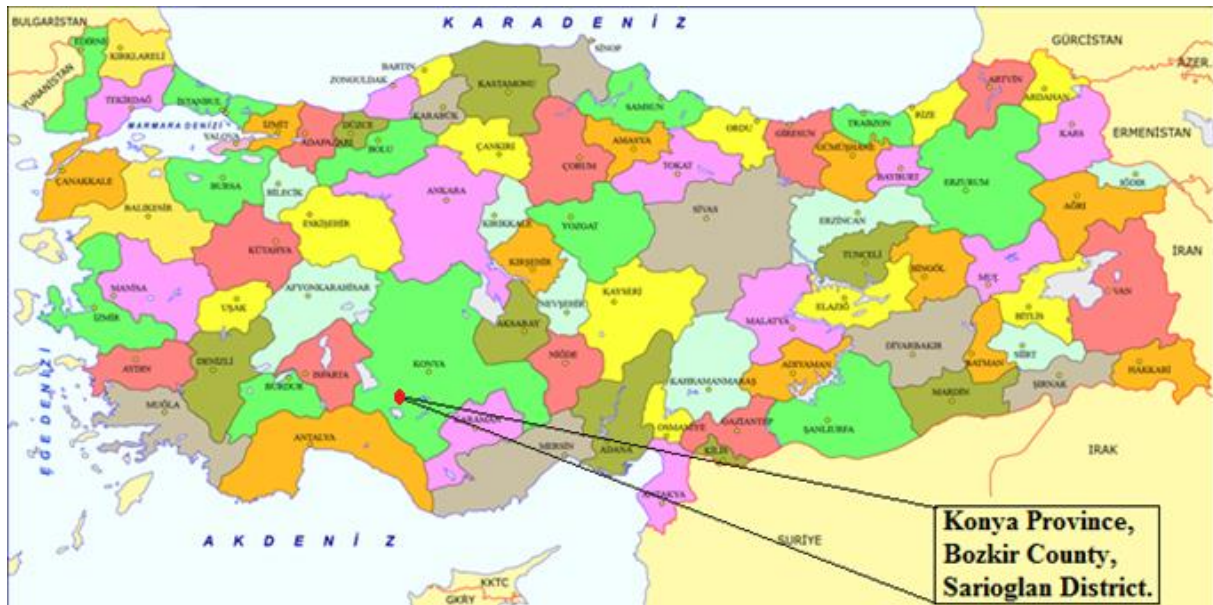 BULGARİSTAN
KARADENİZ
GÜRCİSTAN
AZER.
YUNANİSTAN
EDİRNE
KIRKLARELİ
TEKİRDAĞ
İSTANBUL
MARMARA DENİZİ
YALOVA
İZMİT
ADAPAZARI
DÜZCE
BOLU
ZONGULDAK
BARTIN
KARABÜK
KASTAMONU
SİNOP
SAMSUN
ÇANKIRI
ÇORUM
AMASYA
TOKAT
ORDU
GİRESUN
GÜMÜŞHANE
TRABZON
RİZE
ARTVİN
ARDAHAN
KARS
ERMENİSTAN
BAYBURT
ERZURUM
IĞDIR
AĞRI
İRAN
ÇANAKKALE
BALIKESİR
BURSA
BİLECİK
ESKİŞEHİR
KÜTAHYA
ANKARA
KIRIKKALE
YOZGAT
SİVAS
ERZİNCAN
TUNCELİ
BİNGÖL
MUŞ
VAN
BİTLİS
MANİSA
İZMİR
UŞAK
AFYONKARAHİSAR
KIRŞEHİR
NEVŞEHİR
KAYSERİ
AKSARAY
MALATYA
ELAZIĞ
DİYARBAKIR
BATMAN
SİİRT
ŞIRNAK
HAKKARİ
EGE DENİZİ
AYDIN
DENİZLİ
MUĞLA
BURDUR
ISPARTA
ANTALYA
KONYA
KARAMAN
NİĞDE
MERSİN
ADANA
KAHRAMANMARAŞ
OSMANİYE
GAZİANTEP
KİLİS
ANTAKYA
ADIYAMAN
ŞANLIURFA
MARDİN
IRAK
SURİYE
AKDENİZ
KKTC
GKRY
Konya Province,
Bozkir County,
Sarioglan District.